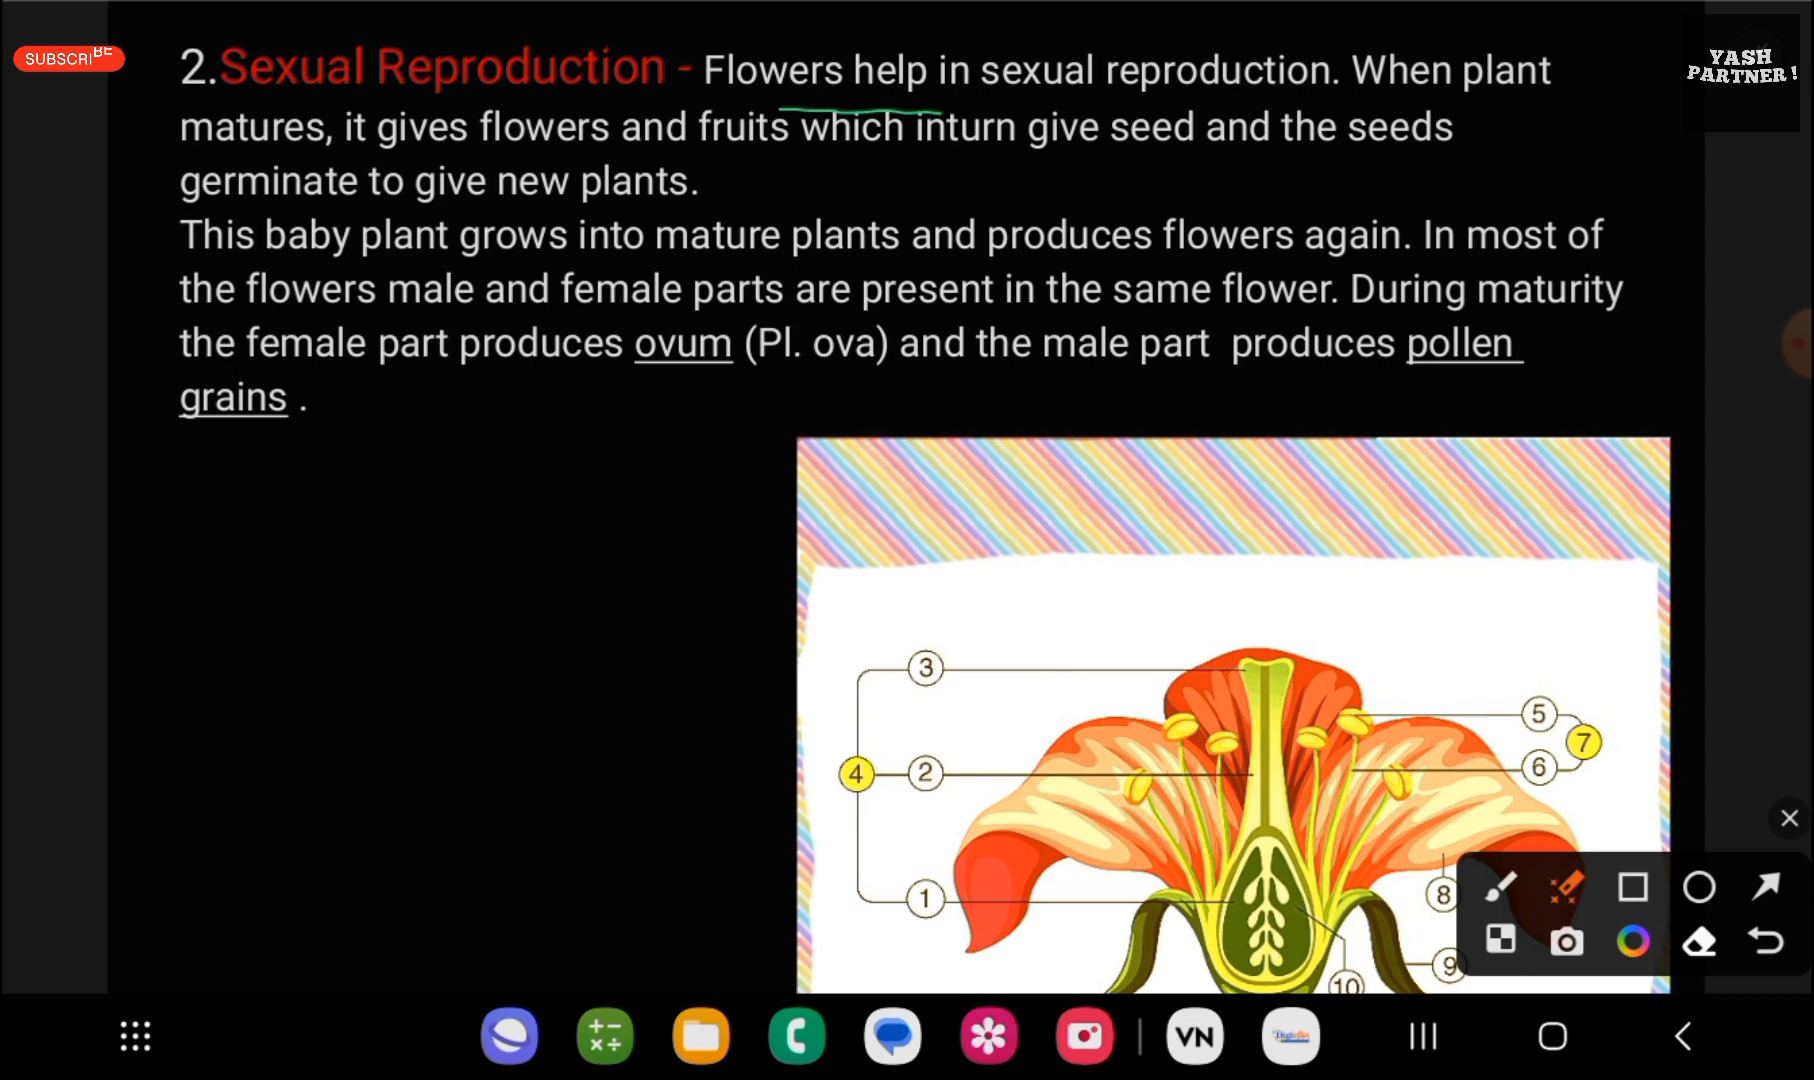 SUBSCRIBE
YASH
PARTNER !
2.Sexual Reproduction - Flowers help in sexual reproduction. When plant
matures, it gives flowers and fruits which inturn give seed and the seeds
germinate to give new plants.
This baby plant grows into mature plants and produces flowers again. In most of
the flowers male and female parts are present in the same flower. During maturity
the female part produces ovum (Pl. ova) and the male part  produces pollen
grains .
3
5
7
4
2
6
1
8
9
10
VN